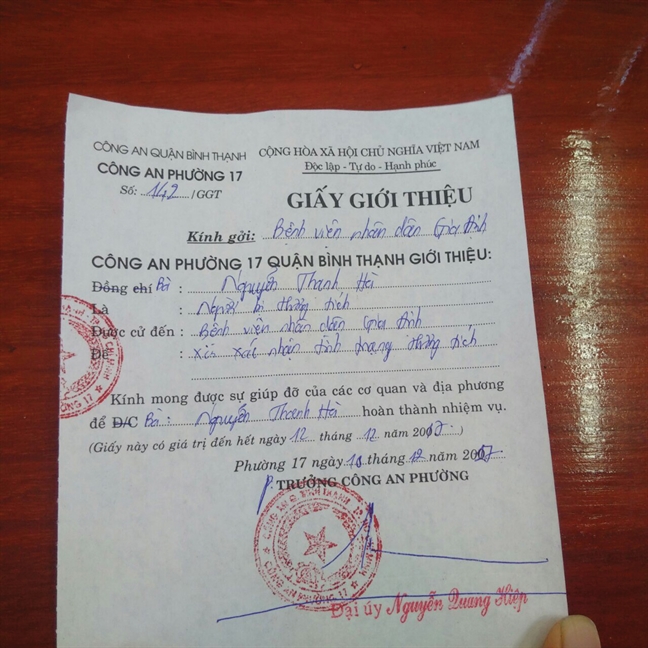 CÔNG AN QUẬN BÌNH THẠNH
CÔNG AN PHƯỜNG 17
Số: 142 /GGT
CỘNG HÒA XÃ HỘI CHỦ NGHĨA VIỆT NAM
Độc lập - Tự do - Hạnh phúc
GIẤY GIỚI THIỆU
Kính gửi: Bệnh viện nhân dân Gia Định
CÔNG AN PHƯỜNG 17 QUẬN BÌNH THẠNH GIỚI THIỆU:
Đồng chí Bà : Nguyễn Thanh Hà
Là : Người bị thương tích
Được cử đến : Bệnh viện nhân dân Gia Định
Để : Xin xác nhận tình trạng thương tích
Kính mong được sự giúp đỡ của các cơ quan và địa phương
để Đ/C Bà : Nguyễn Thanh Hà hoàn thành nhiệm vụ.
(Giấy này có giá trị đến hết ngày 12 tháng 12 năm 2017)
Phường 17 ngày 10 tháng 12 năm 2017
P. TRƯỞNG CÔNG AN PHƯỜNG
Đại úy Nguyễn Quang Hiệp